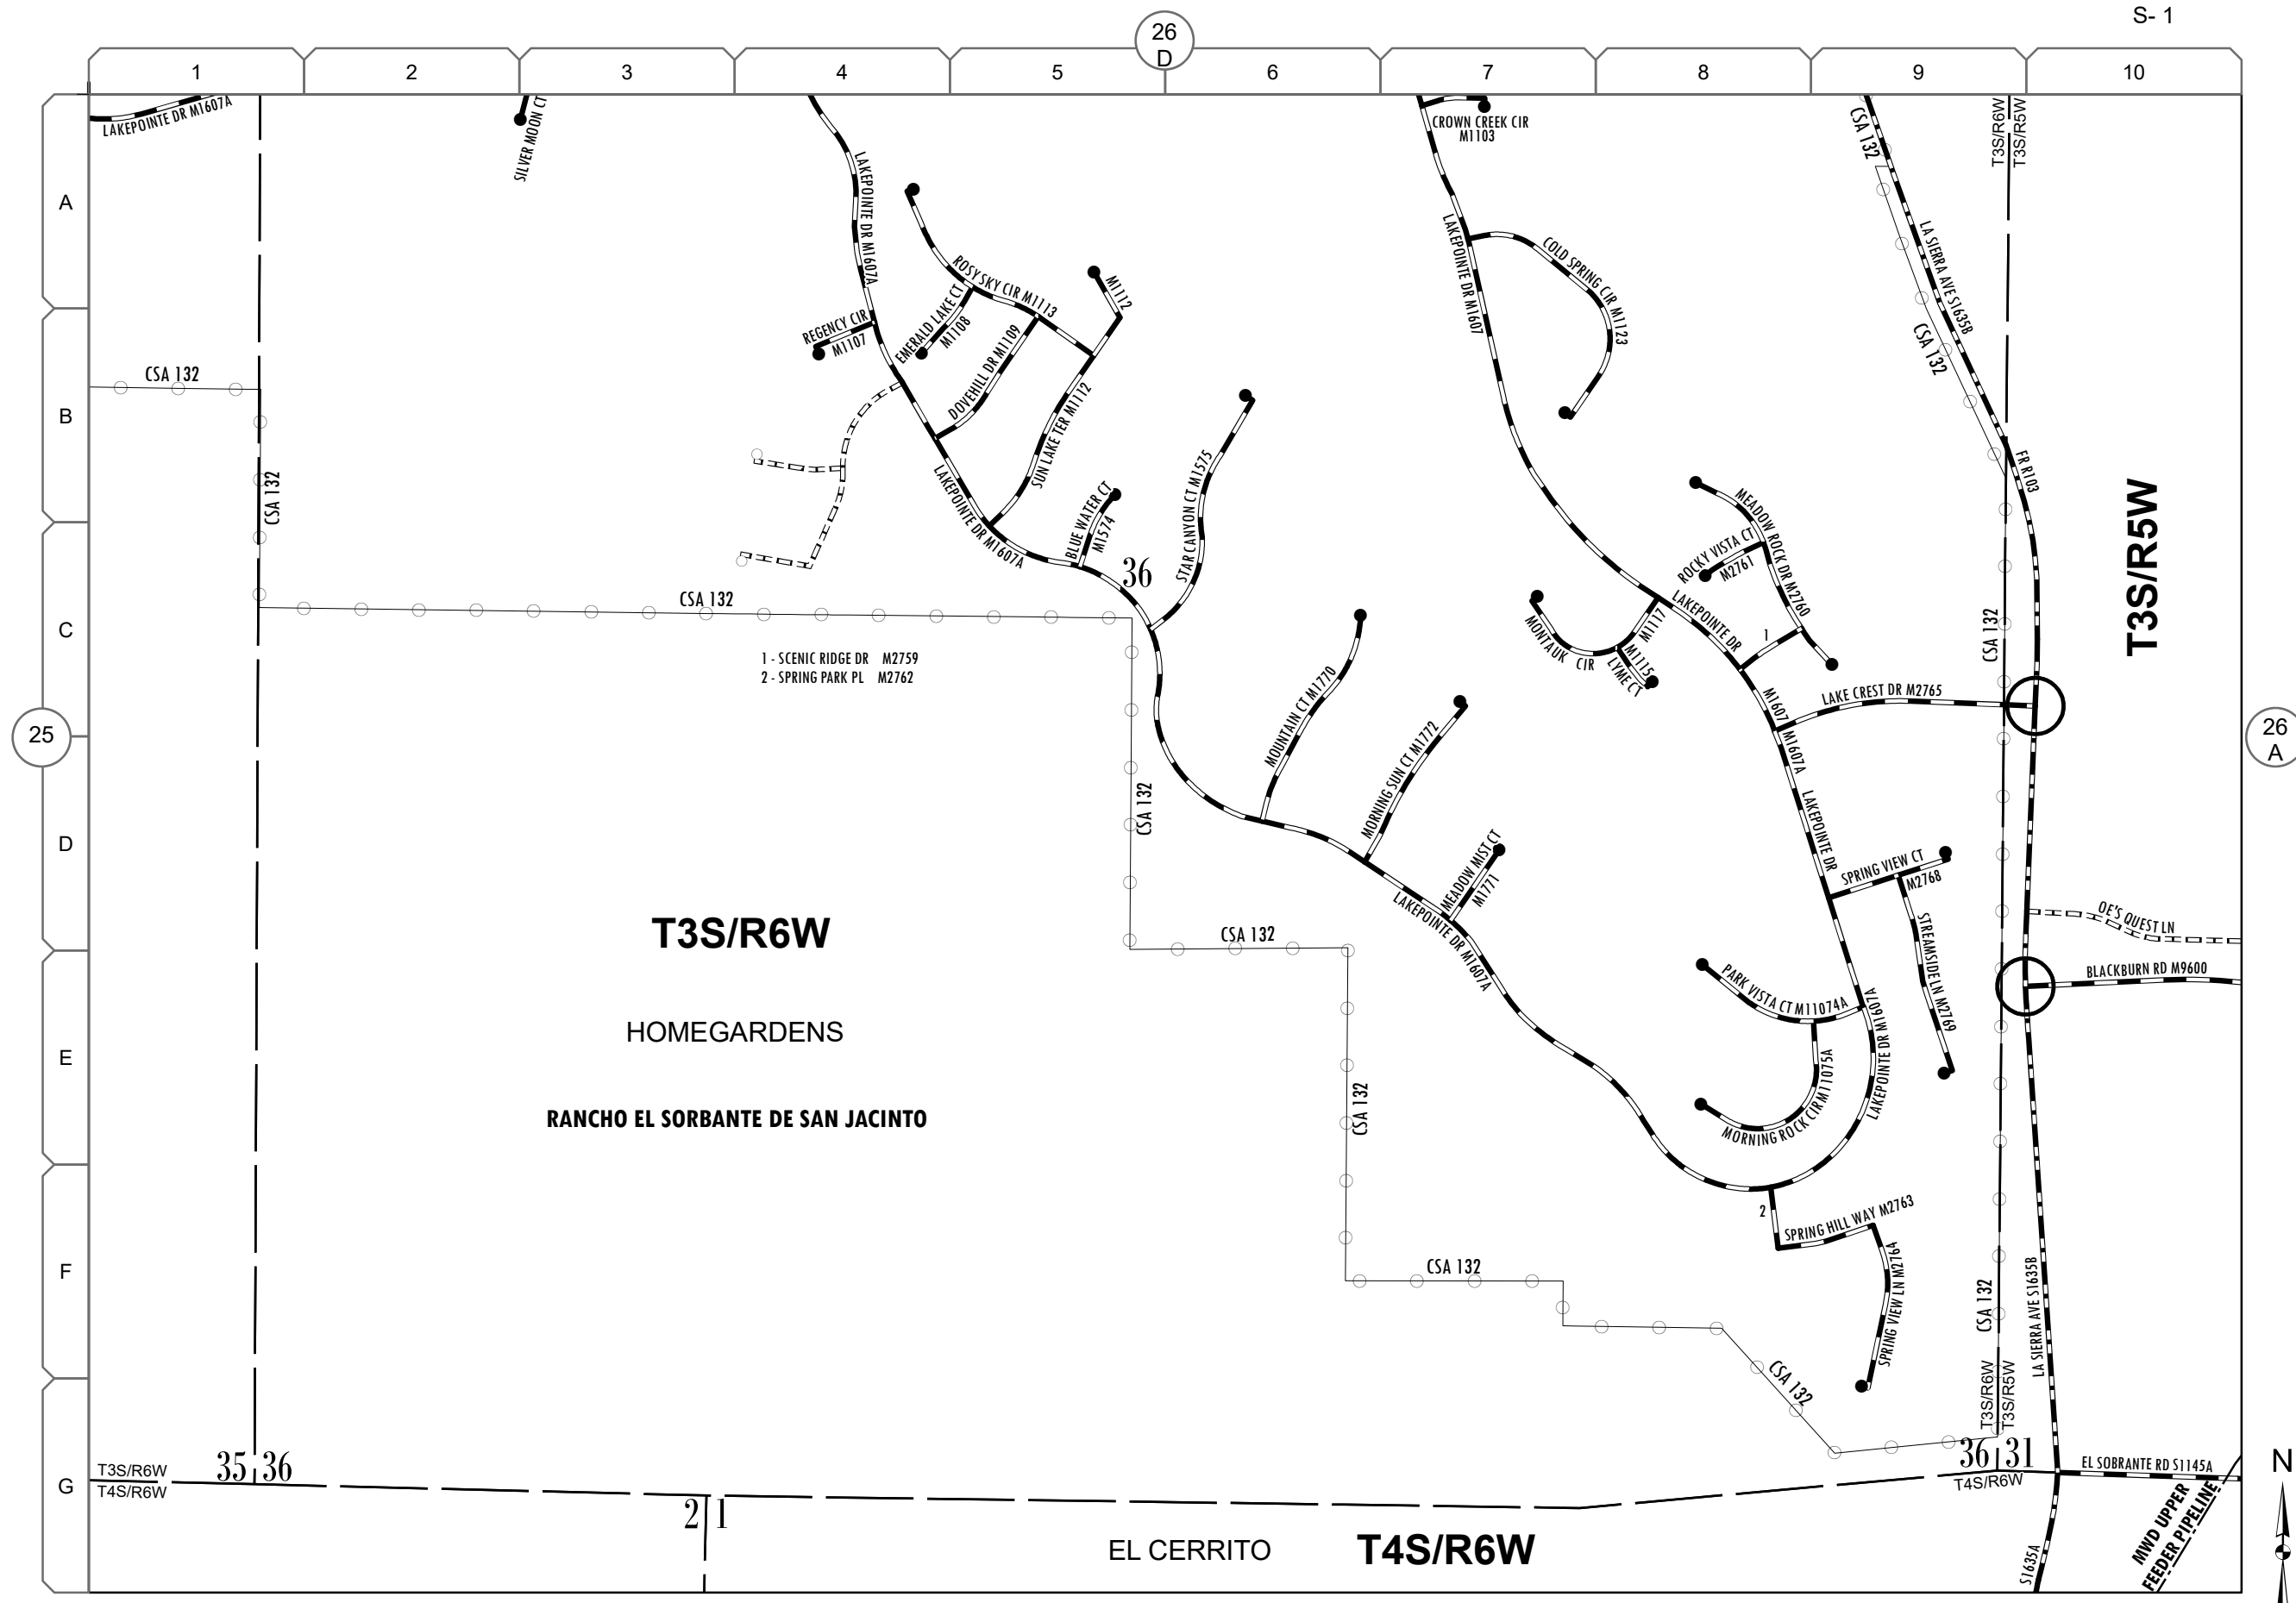 S- 1
26
D
1
2
3
4
5
6
7
8
9
10
A
B
C
D
E
F
G
25
26
A
LAKEPOINTE DR M1607A
SILVER MOON CT
LAKEPOINTE DR M1607A
CROWN CREEK CIR
M1103
CSA 132
T3S/R6W
T3S/R5W
LA SIERRA AVE S1635B
COLD SPRING CIR M1123
LAKEPOINTE DR M1607
ROSY SKY CIR M1113
M1112
EMERALD LAKE CT
M1108
REGENCY CIR
M1107
DOVEHILL DR M1109
SUN LAKE TER M1112
CSA 132
CSA 132
CSA 132
FR R103
LAKEPOINTE DR M1607A
BLUE WATER CT
M1574
STAR CANYON CT M1575
36
MEADOW ROCK DR M2760
ROCKY VISTA CT
M2761
T3S/R5W
CSA 132
CSA 132
1 - SCENIC RIDGE DR M2759
2 - SPRING PARK PL M2762
MONTAUK CIR
M1117
M1115
LYME CT
LAKEPOINTE DR
1
M1607
M1607A
LAKE CREST DR M2765
MOUNTAIN CT M1770
MORNING SUN CT M1772
CSA 132
MEADOW MIST CT
M1771
LAKEPOINTE DR
SPRING VIEW CT
M2768
STREAMSIDE LN M2769
OE'S QUEST LN
BLACKBURN RD M9600
T3S/R6W
CSA 132
LAKEPOINTE DR M1607A
HOMEGARDENS
RANCHO EL SORBANTE DE SAN JACINTO
CSA 132
PARK VISTA CT M11074A
MORNING ROCK CIR M11075A
LAKEPOINTE DR M1607A
2
SPRING HILL WAY M2763
SPRING VIEW LN M2764
CSA 132
CSA 132
CSA 132
LA SIERRA AVE S1635B
T3S/R6W
T3S/R5W
T3S/R6W
T4S/R6W
35
36
36
31
T4S/R6W
EL SOBRANTE RD S1145A
2
1
EL CERRITO
T4S/R6W
S1635A
MWD UPPER
FEEDER PIPELINE
N